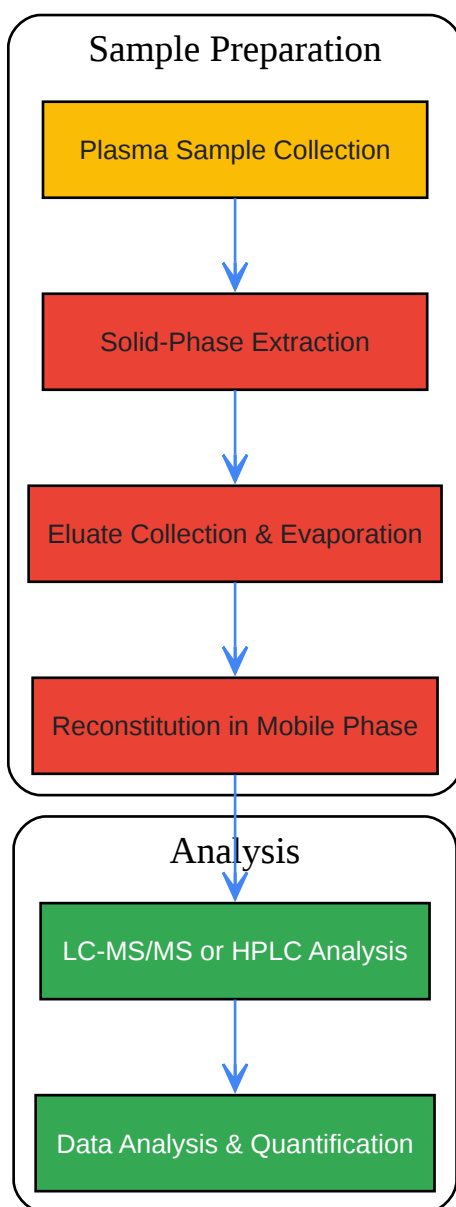 Sample Preparation
Plasma Sample Collection
Solid-Phase Extraction
Eluate Collection & Evaporation
Reconstitution in Mobile Phase
Analysis
LC-MS/MS or HPLC Analysis
Data Analysis & Quantification